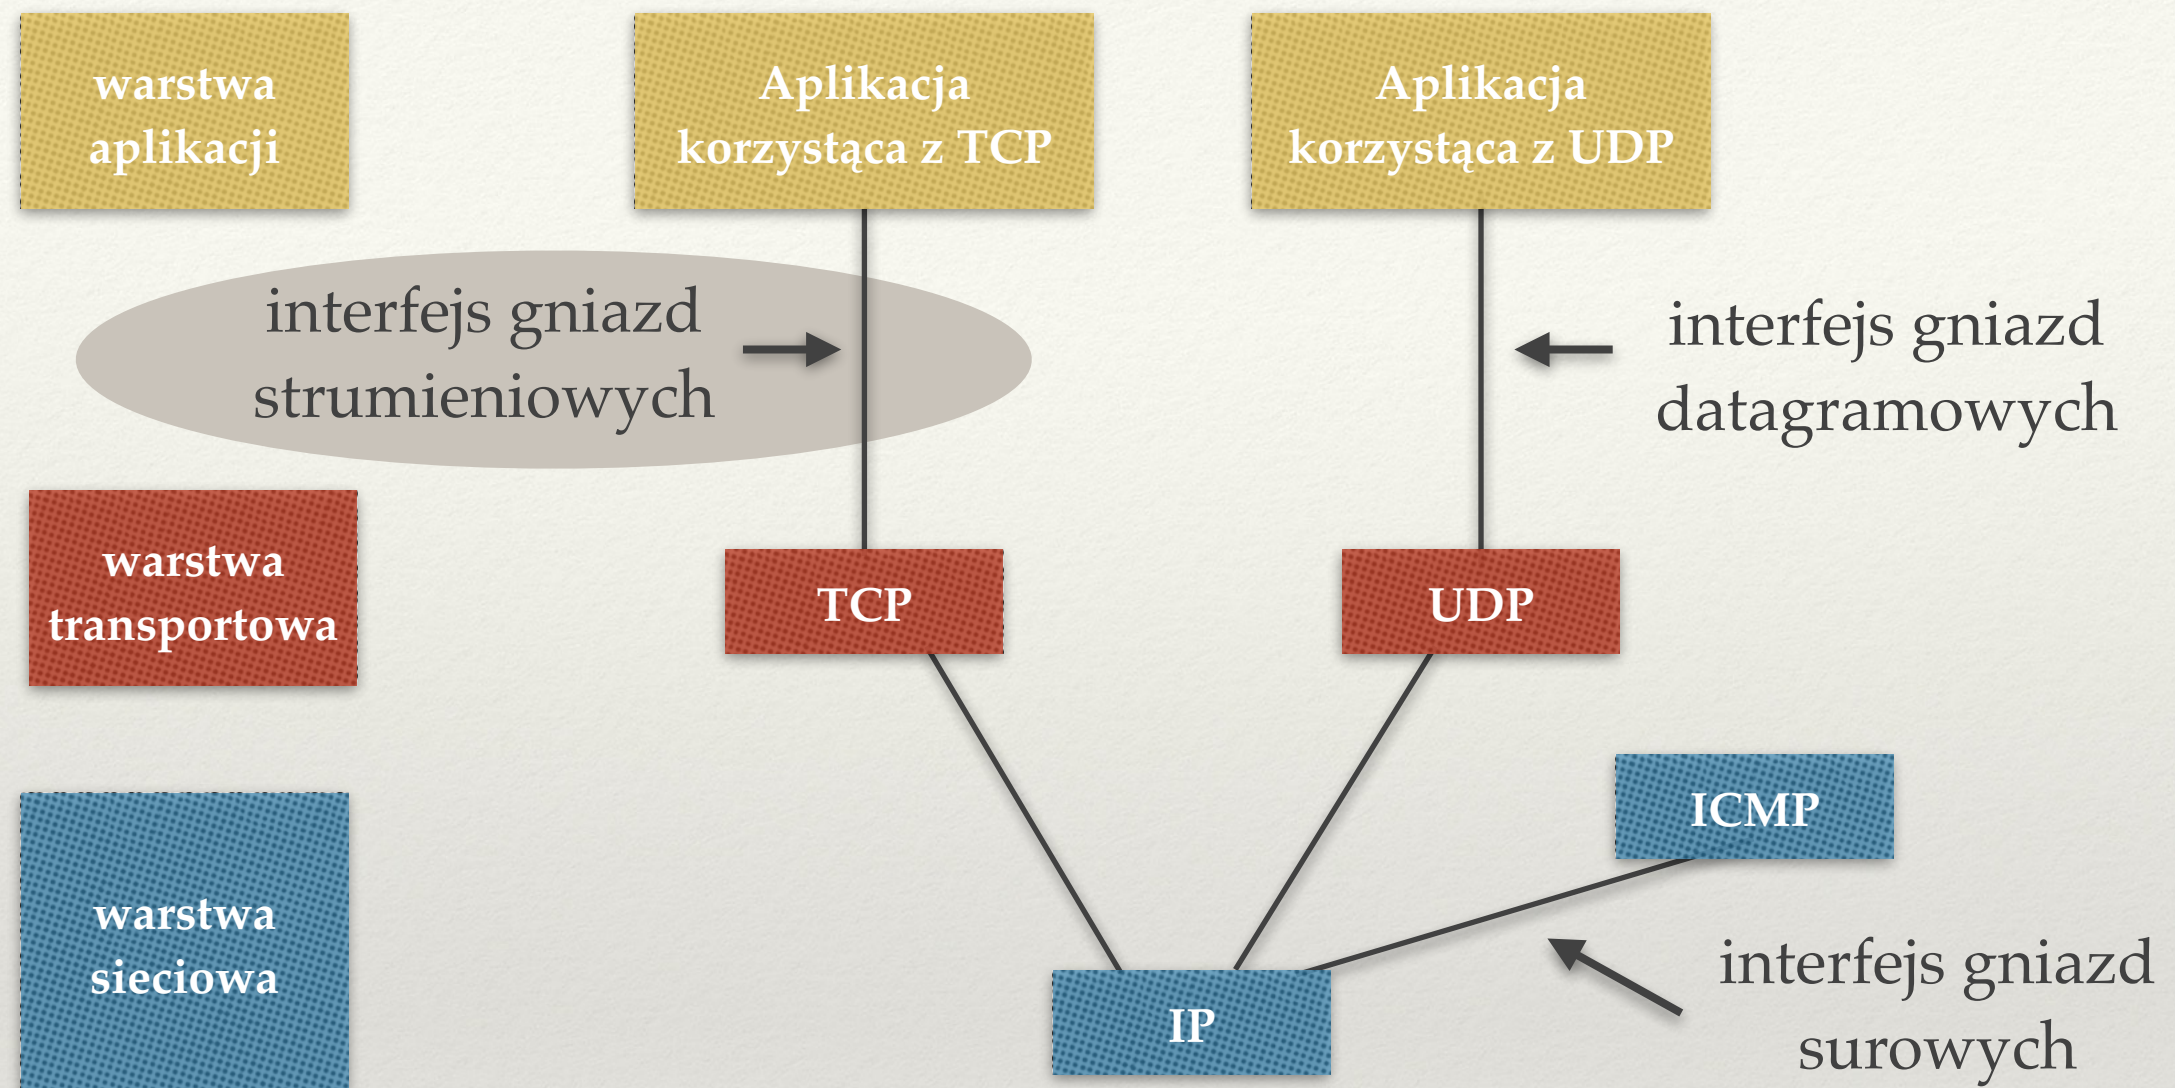 warstwa
aplikacji
Aplikacja
korzystąca z TCP
Aplikacja
korzystąca z UDP
interfejs gniazd
strumieniowych
interfejs gniazd
datagramowych
warstwa
transportowa
TCP
UDP
ICMP
warstwa
sieciowa
interfejs gniazd
surowych
IP